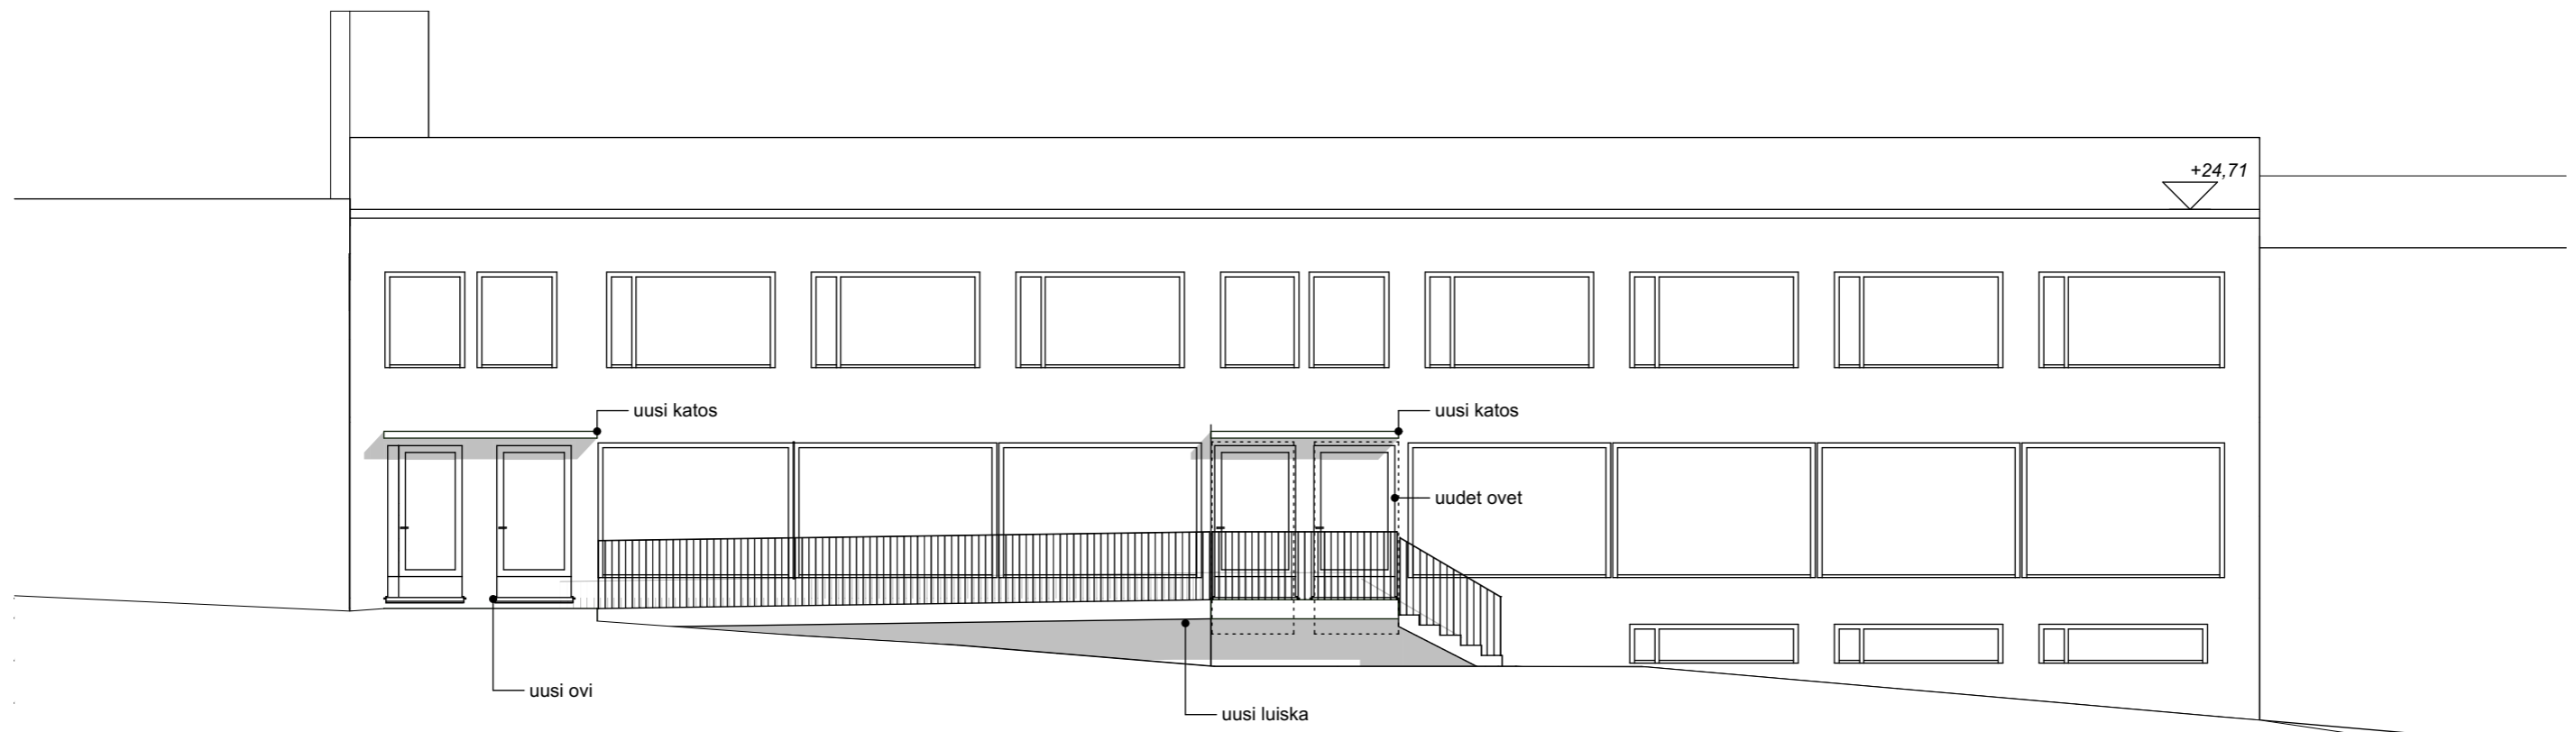 +24,71
uusi katos
uusi katos
uudet ovet
uusi ovi
uusi luiska